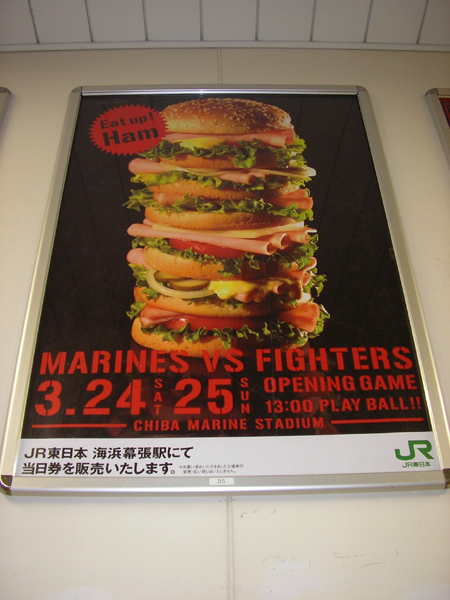 Eat up!
Ham
MARINES VS FIGHTERS
3.24 SAT 25 SUN OPENING GAME
13:00 PLAY BALL!!
CHIBA MARINE STADIUM
JR東日本 海浜幕張駅にて
当日券を販売いたします。
JR
JR東日本